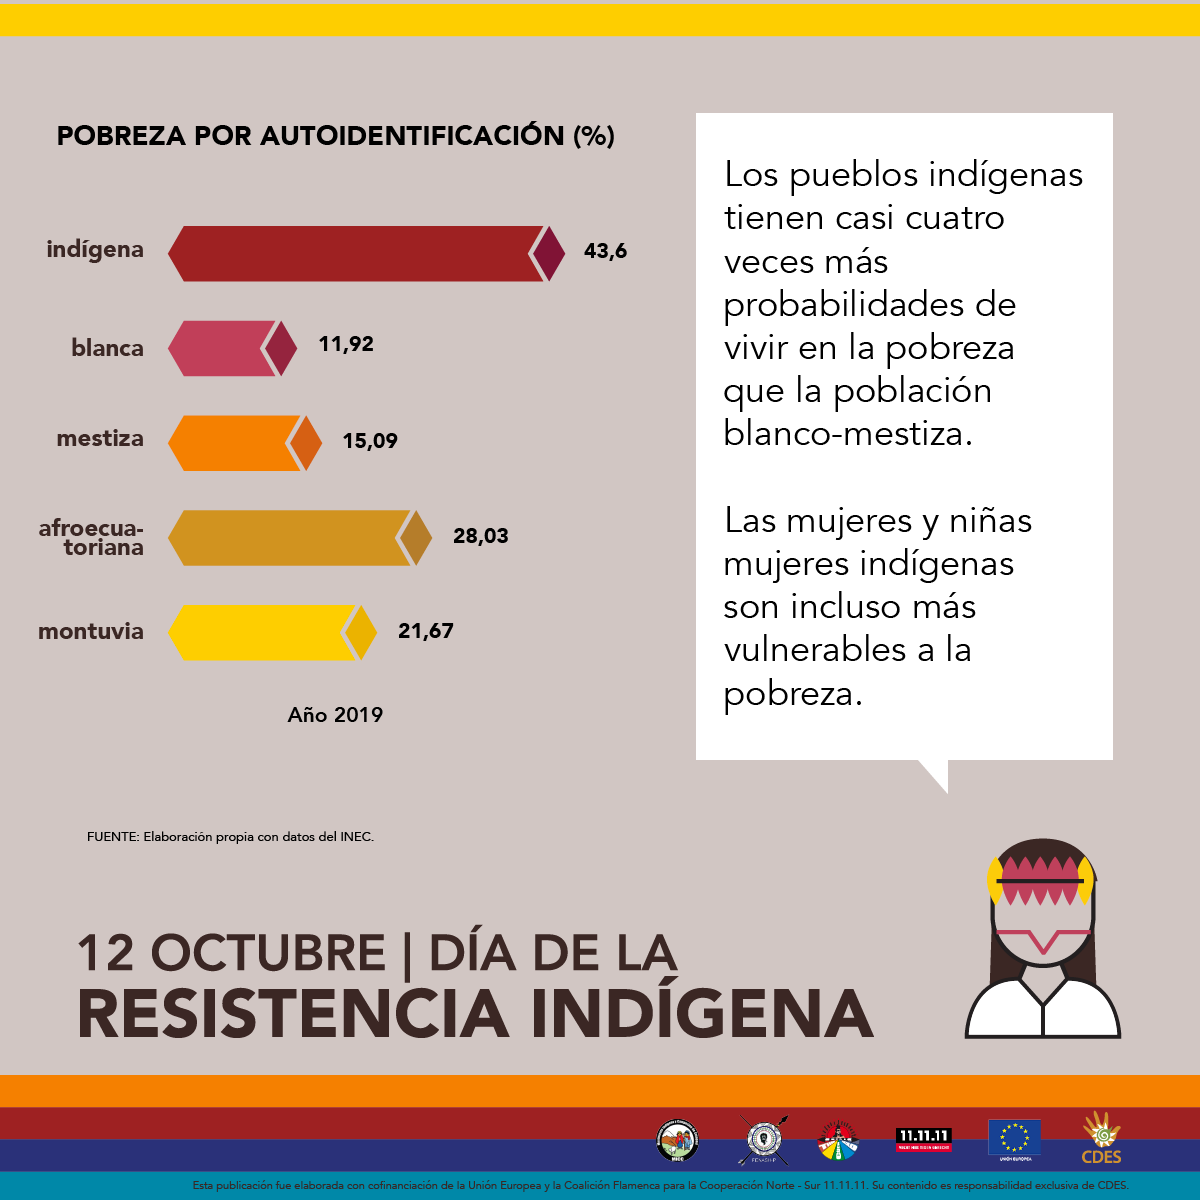 POBREZA POR AUTOIDENTIFICACIÓN (%)
indígena
43,6
blanca
11,92
mestiza
15,09
afroecua-
toriana
28,03
montuvia
21,67
Año 2019
FUENTE: Elaboración propia con datos del INEC.
Los pueblos indígenas
tienen casi cuatro
veces más
probabilidades de
vivir en la pobreza
que la población
blanco-mestiza.
Las mujeres y niñas
mujeres indígenas
son incluso más
vulnerables a la
pobreza.
12 OCTUBRE | DÍA DE LA
RESISTENCIA INDÍGENA
11.11.11
UNIÓN EUROPEA
CDES
Esta publicación fue elaborada con cofinanciación de la Unión Europea y la Coalición Flamenca para la Cooperación Norte - Sur 11.11.11. Su contenido es responsabilidad exclusiva de CDES.